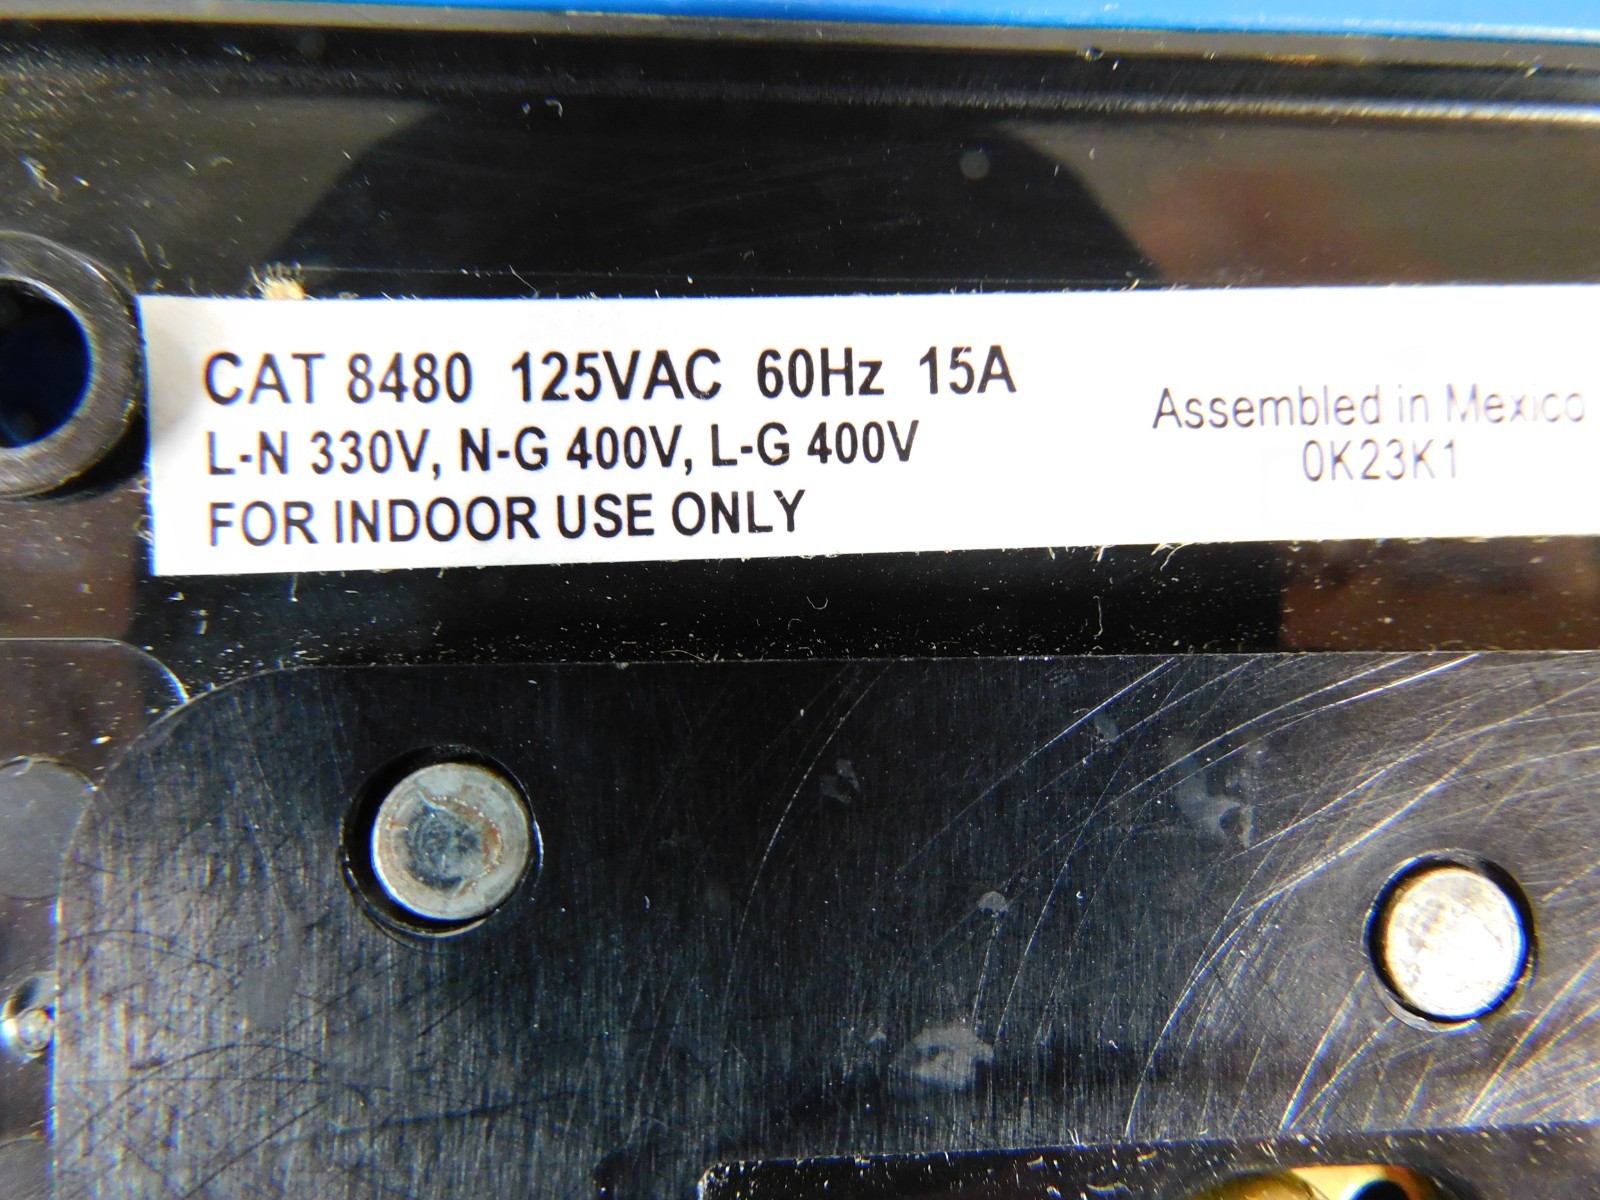 CAT 8480 125VAC 60Hz 15A
L-N 330V, N-G 400V, L-G 400V
FOR INDOOR USE ONLY
Assembled in Mexico
0K23K1